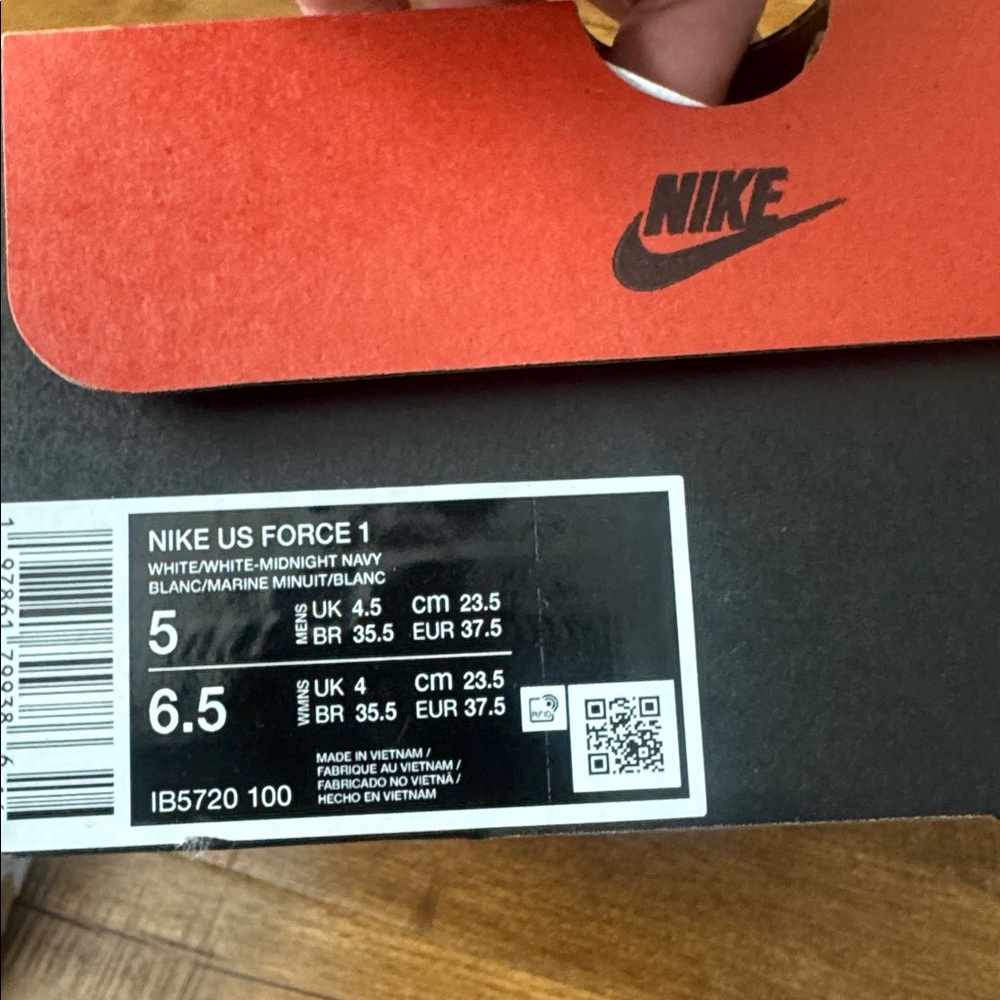 NIKE
NIKE US FORCE 1
WHITE/WHITE-MIDNIGHT NAVY
BLANC/MARINE MINUIT/BLANC
5 MENS UK 4.5 CM 23.5
BR 35.5 EUR 37.5
6.5 WMNS UK 4 CM 23.5
BR 35.5 EUR 37.5
RFID
MADE IN VIETNAM /
FABRIQUE AU VIETNAM /
FABRICADO NO VIETNÃ /
HECHO EN VIETNAM
IB5720 100